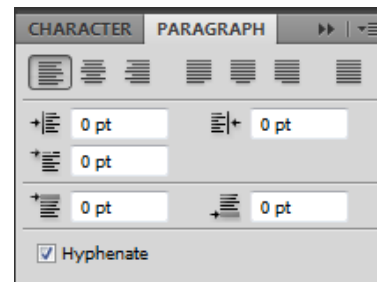 CHARACTER PARAGRAPH
0 pt 0 pt
0 pt
0 pt 0 pt
Hyphenate